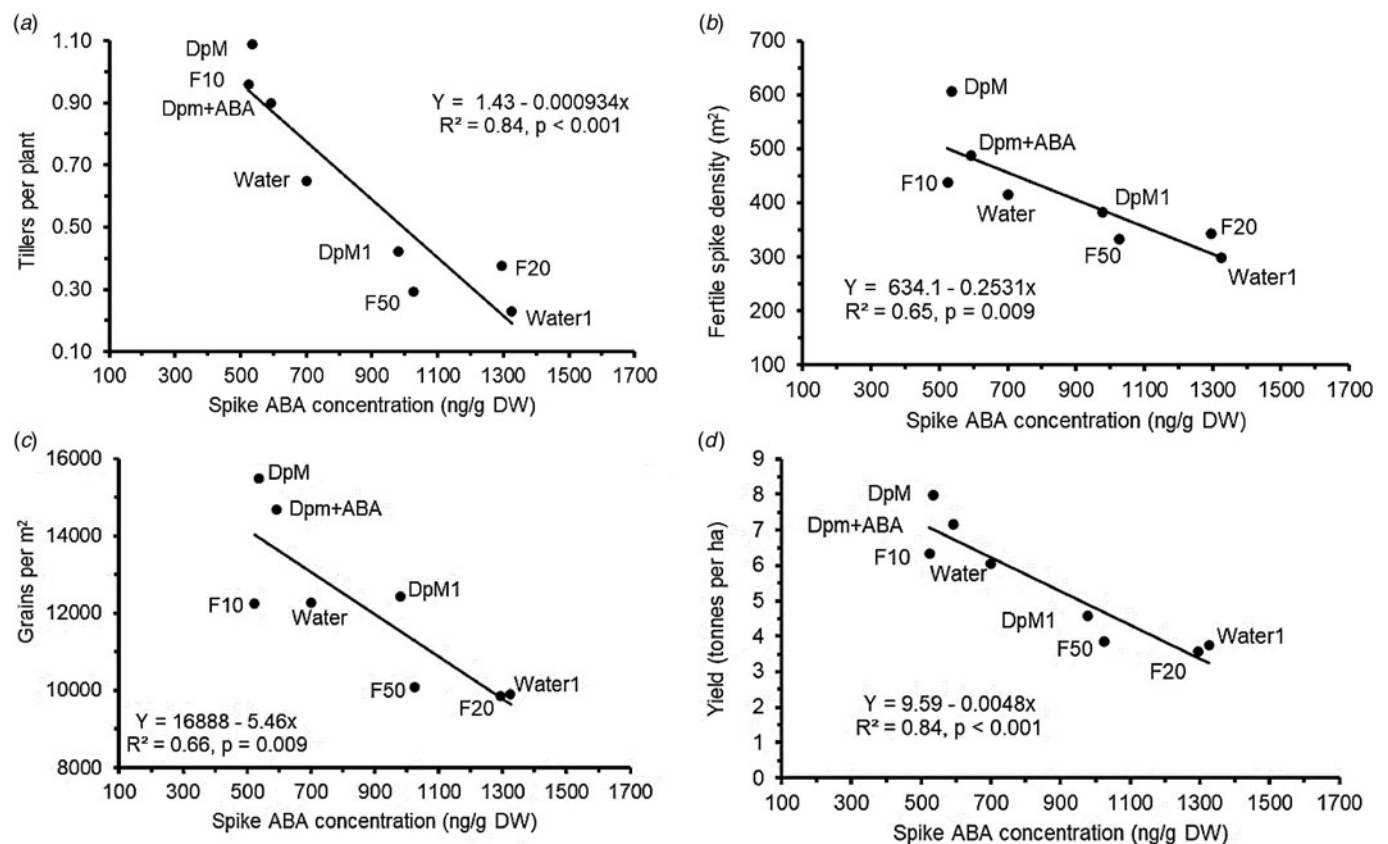 (a)
1.10
0.90
0.70
0.50
0.30
0.10
Tillers per plant
DpM
F10
Dpm+ABA
Water
DpM1
F50
F20
Water1
Y = 1.43 - 0.000934x
R² = 0.84, p < 0.001
100 300 500 700 900 1100 1300 1500 1700
Spike ABA concentration (ng/g DW)
(b)
700
600
500
400
300
200
100
Fertile spike density (m²)
DpM
Dpm+ABA
F10
Water
DpM1
F50
F20
Water1
Y = 634.1 - 0.2531x
R² = 0.65, p = 0.009
100 300 500 700 900 1100 1300 1500 1700
Spike ABA concentration (ng/g DW)
(c)
16000
14000
12000
10000
8000
Grains per m²
DpM
Dpm+ABA
F10
Water
DpM1
F50
F20
Water1
Y = 16888 - 5.46x
R² = 0.66, p = 0.009
100 300 500 700 900 1100 1300 1500 1700
Spike ABA concentration (ng/g DW)
(d)
9
8
7
6
5
4
3
2
1
0
Yield (tonnes per ha)
DpM
Dpm+ABA
F10
Water
DpM1
F50
F20
Water1
Y = 9.59 - 0.0048x
R² = 0.84, p < 0.001
100 300 500 700 900 1100 1300 1500 1700
Spike ABA concentration (ng/g DW)